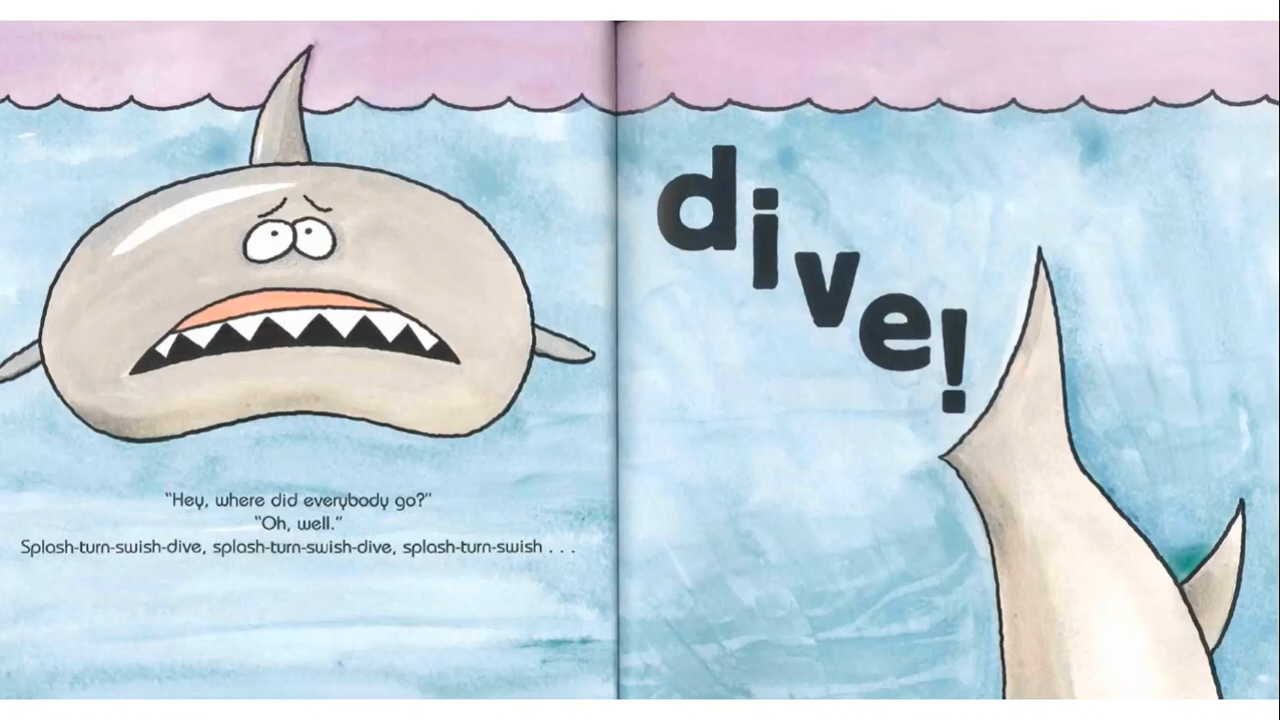 "Hey, where did everybody go?"
"Oh, well."
Splash-turn-swish-dive, splash-turn-swish-dive, splash-turn-swish . . .
dive!